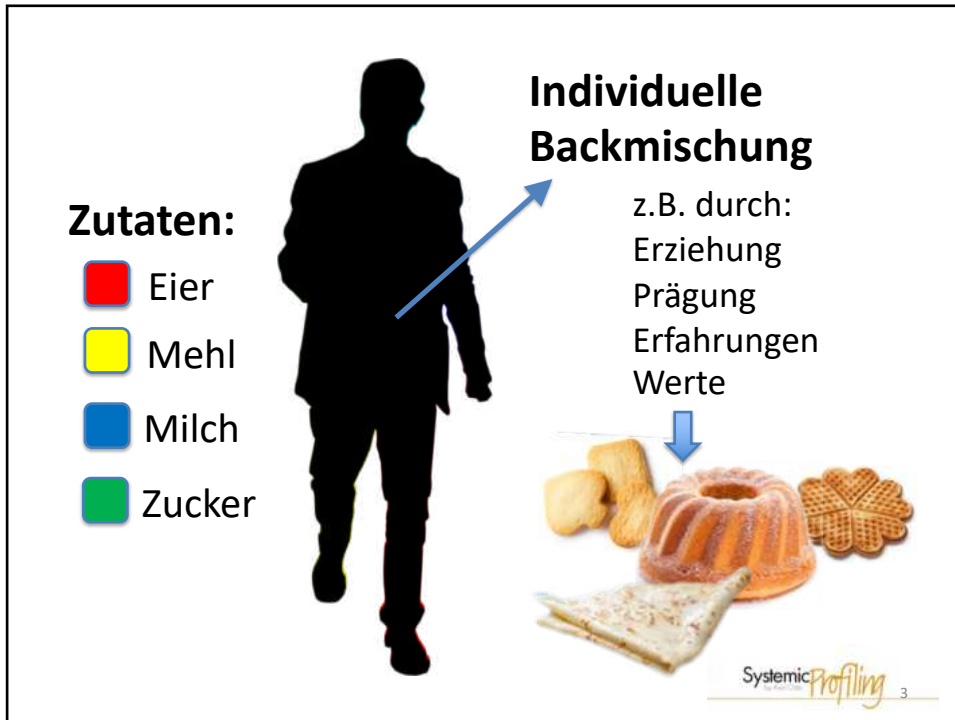 Individuelle
Backmischung
z.B. durch:
Erziehung
Prägung
Erfahrungen
Werte
Zutaten:
Eier
Mehl
Milch
Zucker
Systemic Profiling
3